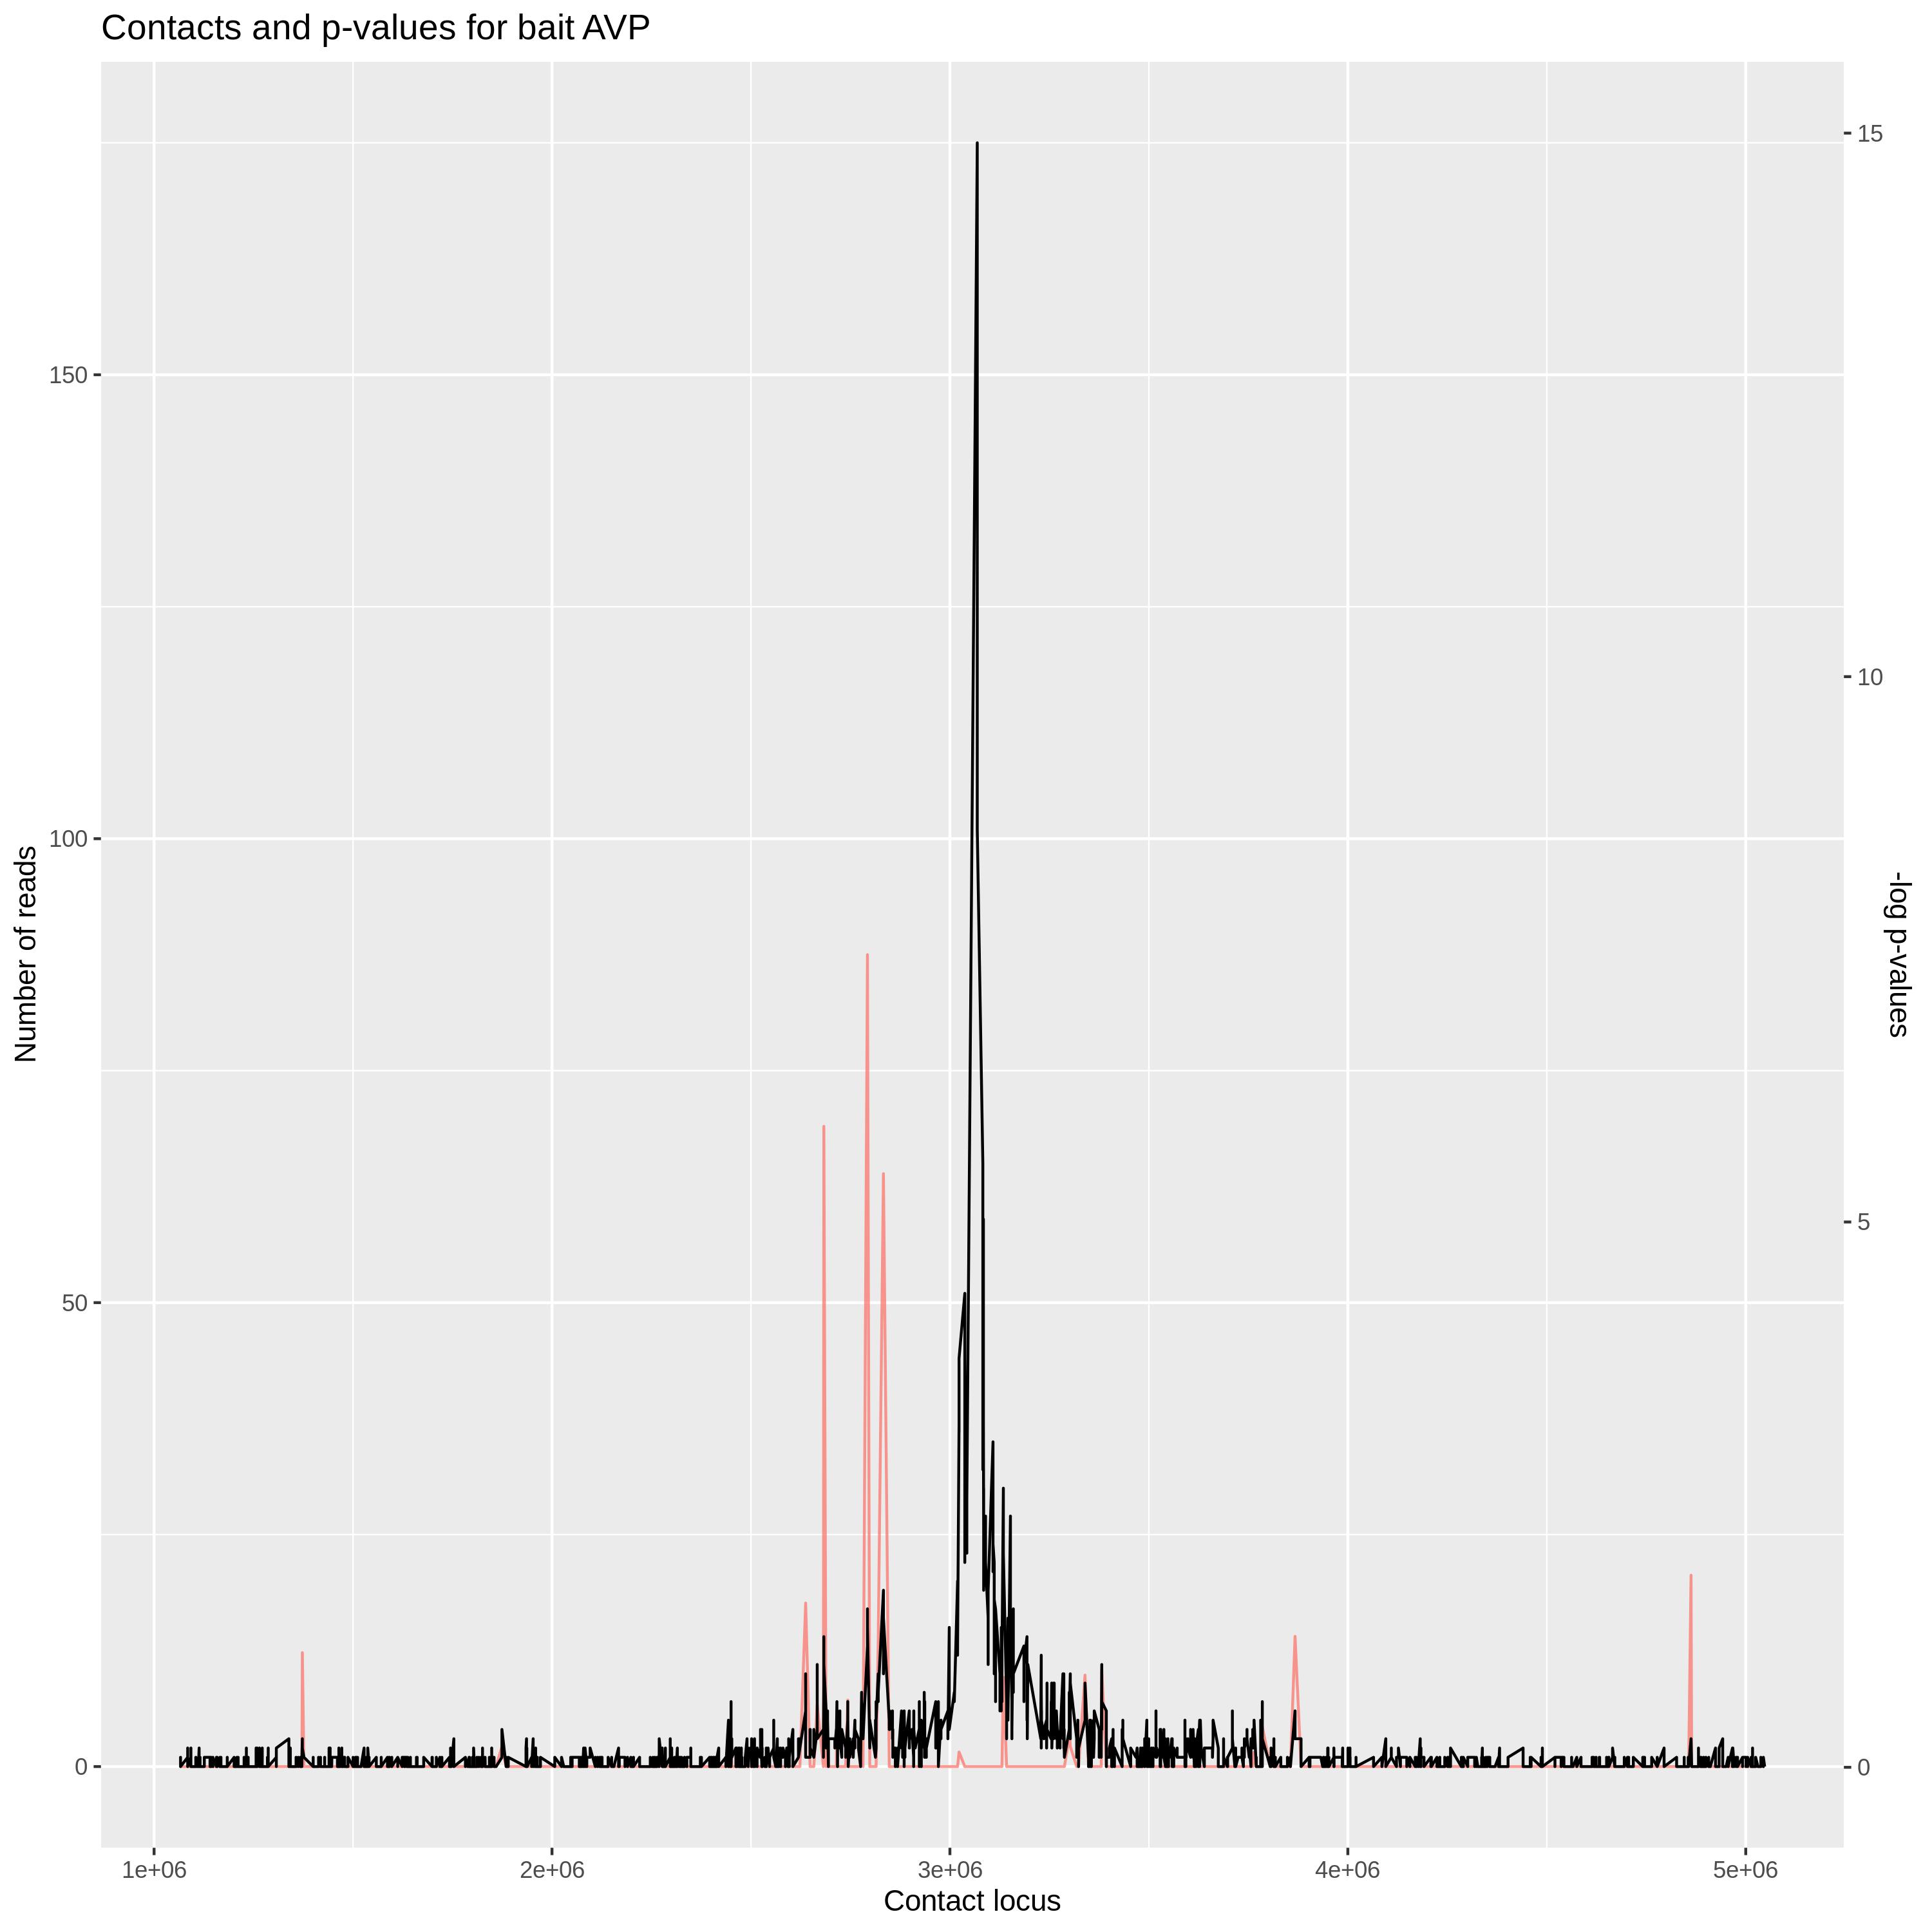 Contacts and p-values for bait AVP
Number of reads
150
100
50
0
15
10
5
0
-log p-values
1e+06
2e+06
3e+06
4e+06
5e+06
Contact locus